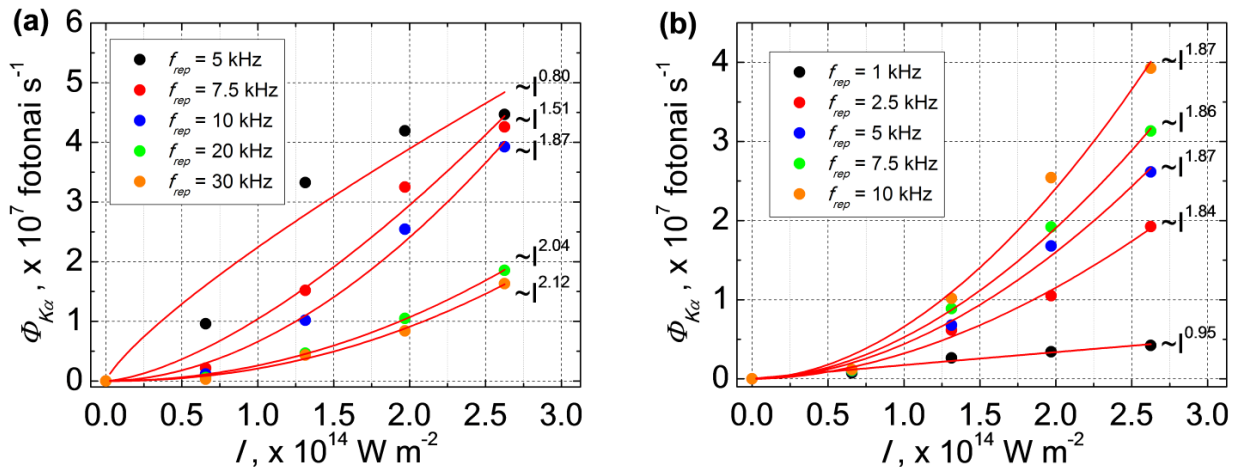 (a)
Φ_Kα, x 10^7 fotonai s^-1
6
5
4
3
2
1
0
f_rep = 5 kHz
f_rep = 7.5 kHz
f_rep = 10 kHz
f_rep = 20 kHz
f_rep = 30 kHz
~I^0.80
~I^1.51
~I^1.87
~I^2.04
~I^2.12
0.0 0.5 1.0 1.5 2.0 2.5 3.0
I , x 10^14 W m^-2
(b)
Φ_Kα, x 10^7 fotonai s^-1
4
3
2
1
0
f_rep = 1 kHz
f_rep = 2.5 kHz
f_rep = 5 kHz
f_rep = 7.5 kHz
f_rep = 10 kHz
~I^1.87
~I^1.86
~I^1.87
~I^1.84
~I^0.95
0.0 0.5 1.0 1.5 2.0 2.5 3.0
I , x 10^14 W m^-2